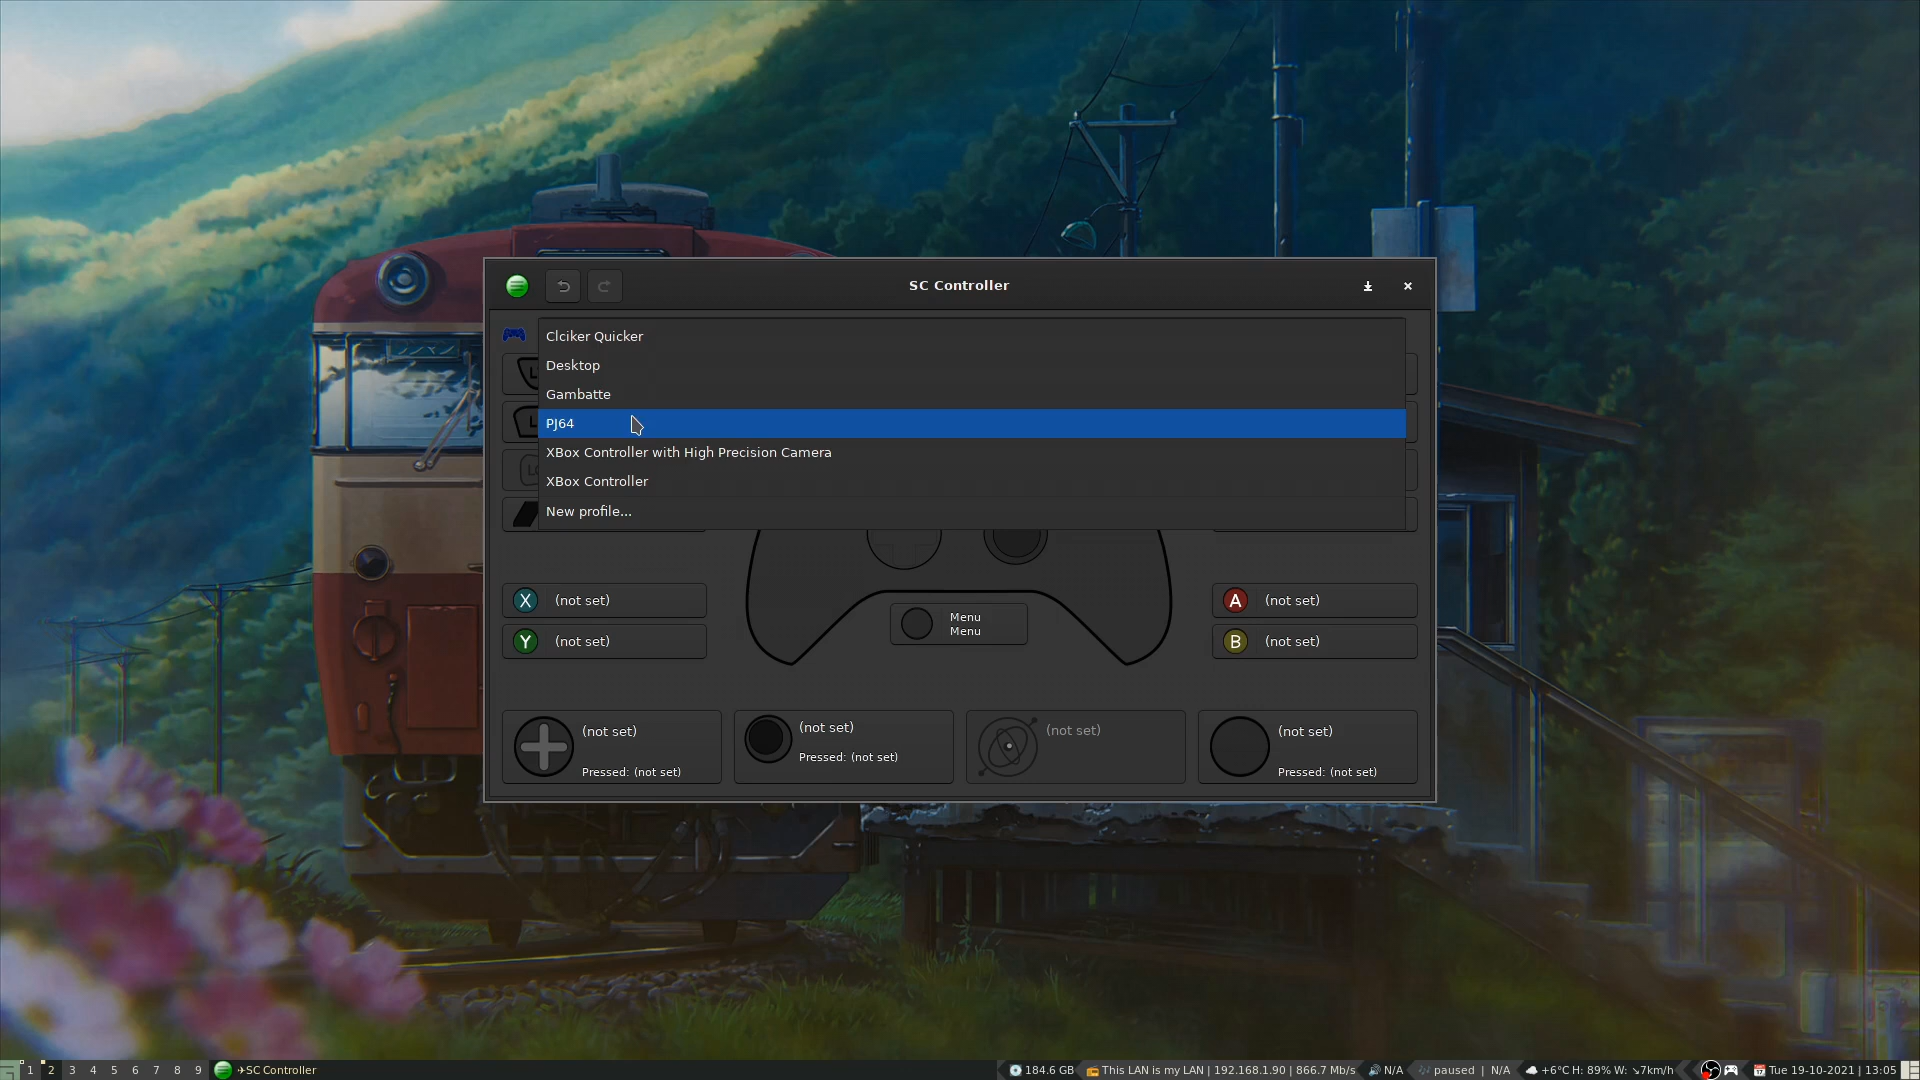 SC Controller
Clciker Quicker
Desktop
Gambatte
PJ64
XBox Controller with High Precision Camera
XBox Controller
New profile...
X (not set)
Y (not set)
Menu
Menu
A (not set)
B (not set)
(not set)
Pressed: (not set)
(not set)
Pressed: (not set)
(not set)
(not set)
Pressed: (not set)
1 2 3 4 5 6 7 8 9 ✈SC Controller 184.6 GB This LAN is my LAN | 192.168.1.90 | 866.7 Mb/s N/A paused | N/A +6°C H: 89% W: ↘7km/h Tue 19-10-2021 | 13:05